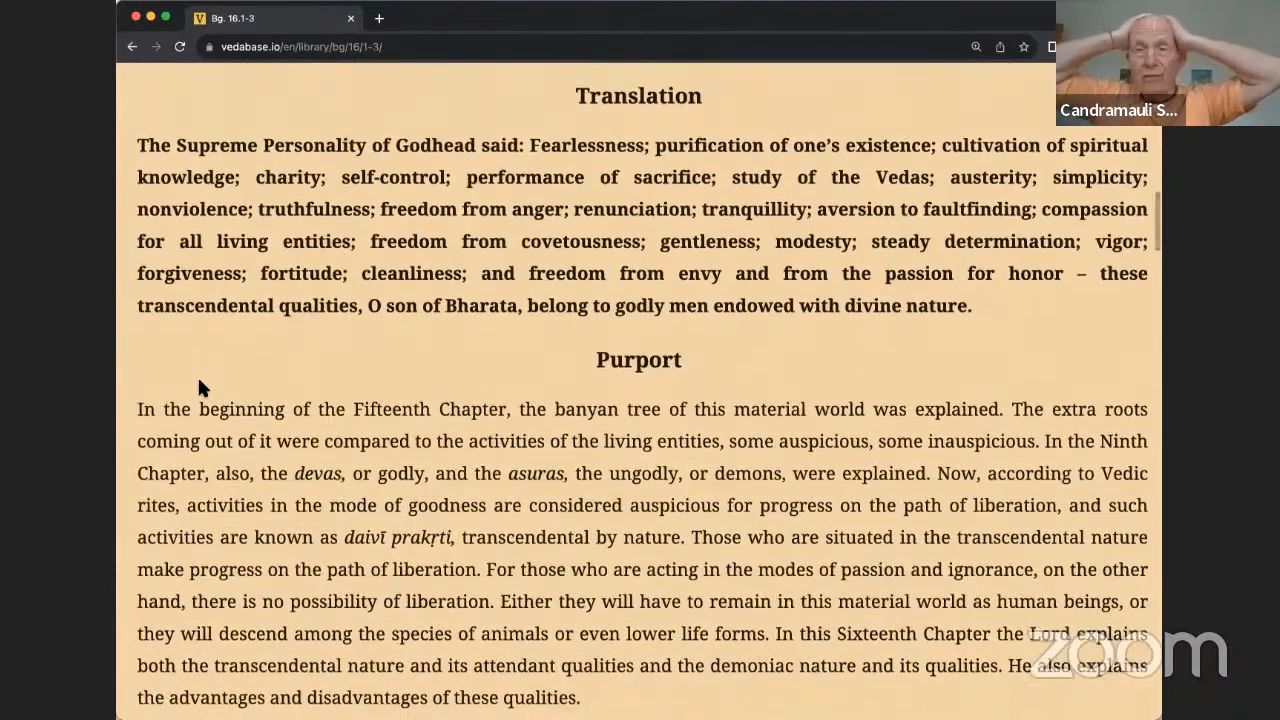 Bg. 16.1-3
vedabase.io/en/library/bg/16/1-3/
Candramauli S...
Translation
The Supreme Personality of Godhead said: Fearlessness; purification of one’s existence; cultivation of spiritual
knowledge; charity; self-control; performance of sacrifice; study of the Vedas; austerity; simplicity;
nonviolence; truthfulness; freedom from anger; renunciation; tranquillity; aversion to faultfinding; compassion
for all living entities; freedom from covetousness; gentleness; modesty; steady determination; vigor;
forgiveness; fortitude; cleanliness; and freedom from envy and from the passion for honor – these
transcendental qualities, O son of Bharata, belong to godly men endowed with divine nature.
Purport
In the beginning of the Fifteenth Chapter, the banyan tree of this material world was explained. The extra roots
coming out of it were compared to the activities of the living entities, some auspicious, some inauspicious. In the Ninth
Chapter, also, the devas, or godly, and the asuras, the ungodly, or demons, were explained. Now, according to Vedic
rites, activities in the mode of goodness are considered auspicious for progress on the path of liberation, and such
activities are known as daivī prakṛti, transcendental by nature. Those who are situated in the transcendental nature
make progress on the path of liberation. For those who are acting in the modes of passion and ignorance, on the other
hand, there is no possibility of liberation. Either they will have to remain in this material world as human beings, or
they will descend among the species of animals or even lower life forms. In this Sixteenth Chapter the Lord explains
both the transcendental nature and its attendant qualities and the demoniac nature and its qualities. He also explains
the advantages and disadvantages of these qualities.
zoom